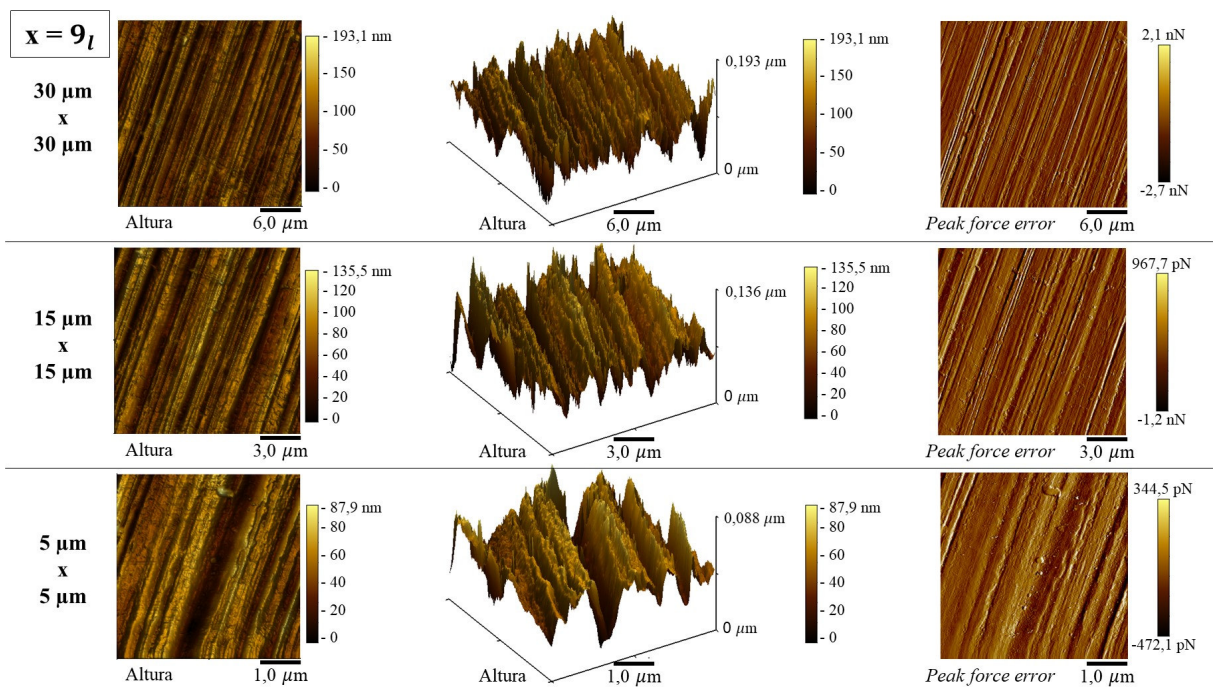 x = 9l
30 µm
x
30 µm
- 193,1 nm
- 150
- 100
- 50
- 0
Altura
6,0 µm
0,193 µm
0 µm
Altura
6,0 µm
- 193,1 nm
- 150
- 100
- 50
- 0
2,1 nN
-2,7 nN
Peak force error
6,0 µm
15 µm
x
15 µm
- 135,5 nm
- 120
- 100
- 80
- 60
- 40
- 20
- 0
Altura
3,0 µm
0,136 µm
0 µm
Altura
3,0 µm
- 135,5 nm
- 120
- 100
- 80
- 60
- 40
- 20
- 0
967,7 pN
-1,2 nN
Peak force error
3,0 µm
5 µm
x
5 µm
- 87,9 nm
- 80
- 60
- 40
- 20
- 0
Altura
1,0 µm
0,088 µm
0 µm
Altura
1,0 µm
- 87,9 nm
- 80
- 60
- 40
- 20
- 0
344,5 pN
-472,1 pN
Peak force error
1,0 µm